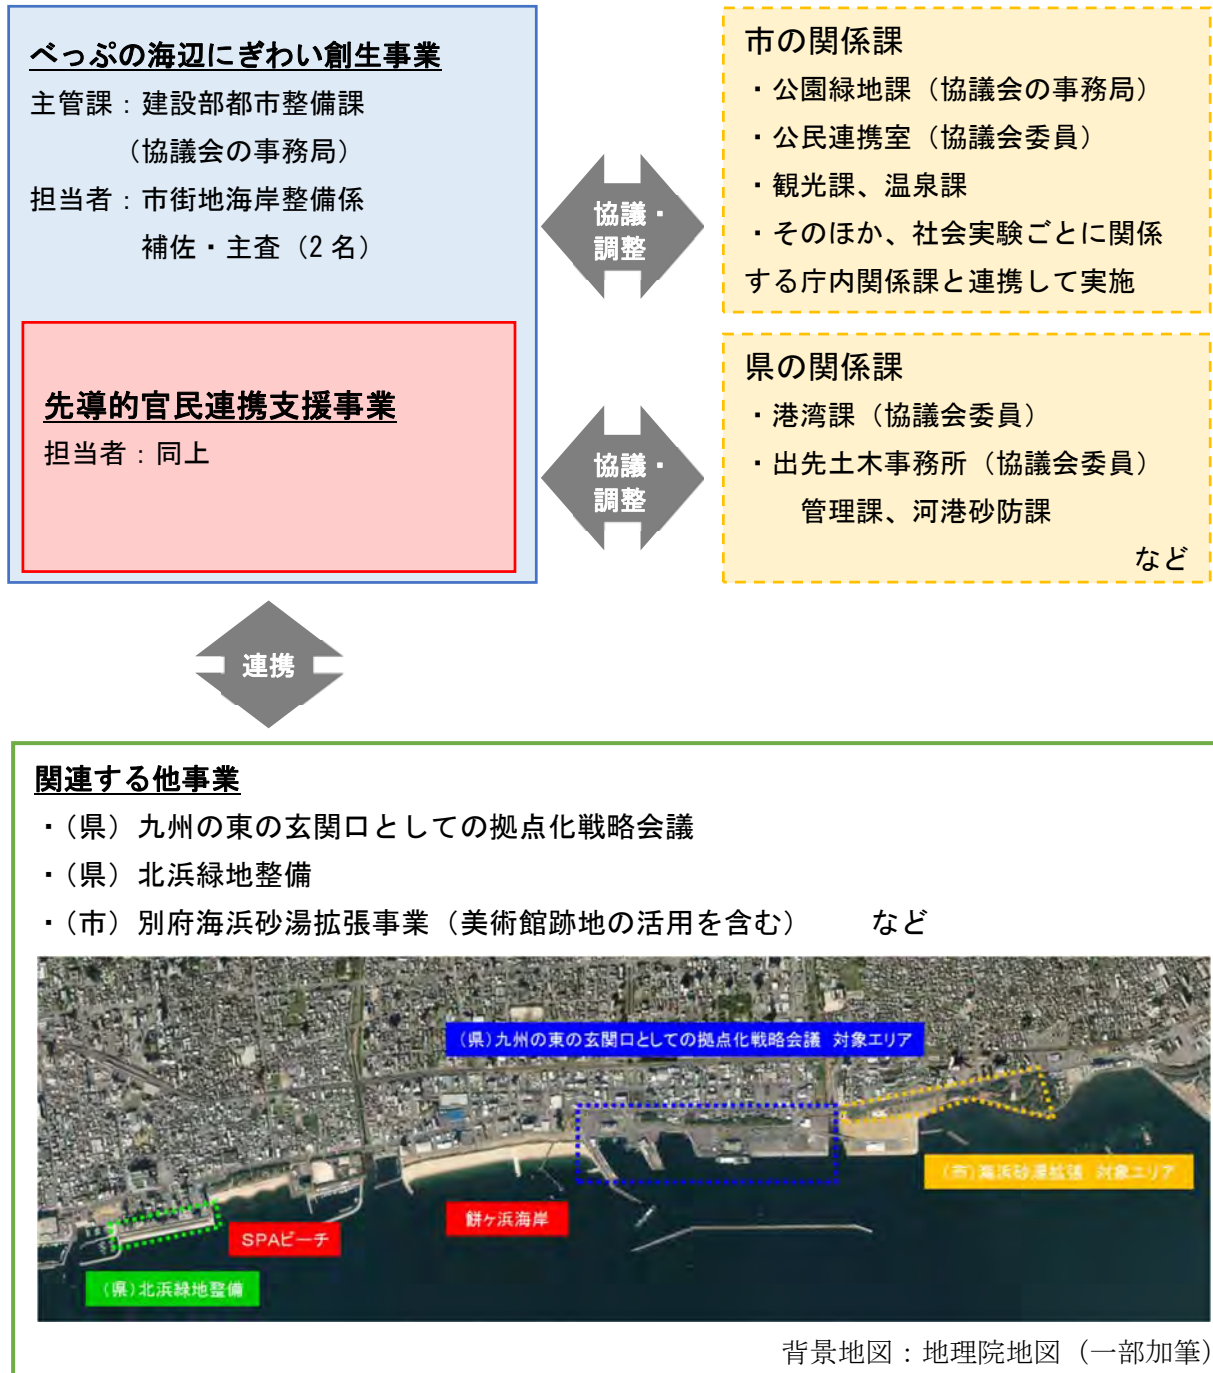 べっぷの海辺にぎわい創生事業
主管課：建設部都市整備課
（協議会の事務局）
担当者：市街地海岸整備係
補佐・主査（2 名）
先導的官民連携支援事業
担当者：同上
協議・
調整
協議・
調整
市の関係課
・公園緑地課（協議会の事務局）
・公民連携室（協議会委員）
・観光課、温泉課
・そのほか、社会実験ごとに関係
する庁内関係課と連携して実施
県の関係課
・港湾課（協議会委員）
・出先土木事務所（協議会委員）
管理課、河港砂防課
など
連携
関連する他事業
・（県）九州の東の玄関口としての拠点化戦略会議
・（県）北浜緑地整備
・（市）別府海浜砂湯拡張事業（美術館跡地の活用を含む）　　など
（県）九州の東の玄関口としての拠点化戦略会議 対象エリア
（市）海浜砂湯拡張 対象エリア
餅ヶ浜海岸
SPAビーチ
（県）北浜緑地整備
背景地図：地理院地図（一部加筆）